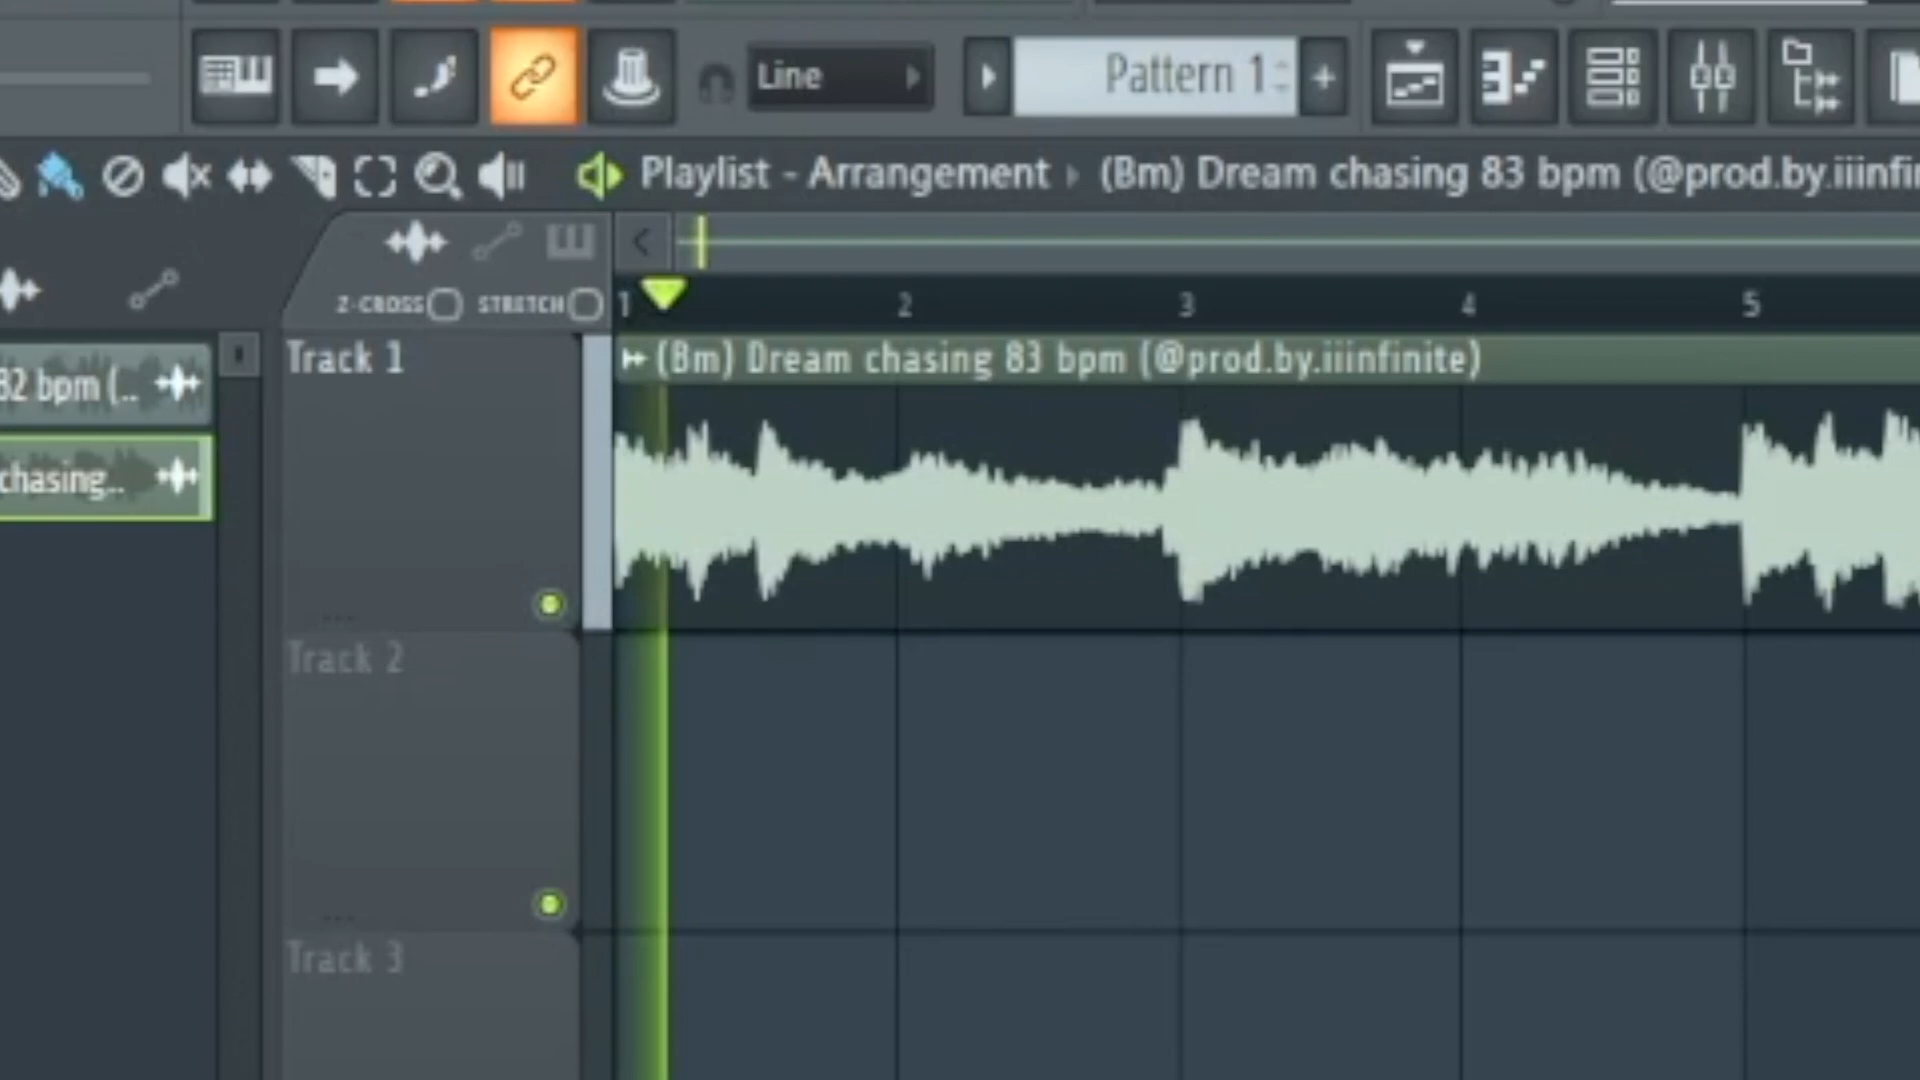 Line
Pattern 1
+
Playlist - Arrangement › (Bm) Dream chasing 83 bpm (@prod.by.iiinfi
Z-CROSS STRETCH
1 2 3 4 5
82 bpm (..
chasing..
Track 1
(Bm) Dream chasing 83 bpm (@prod.by.iiinfinite)
Track 2
Track 3